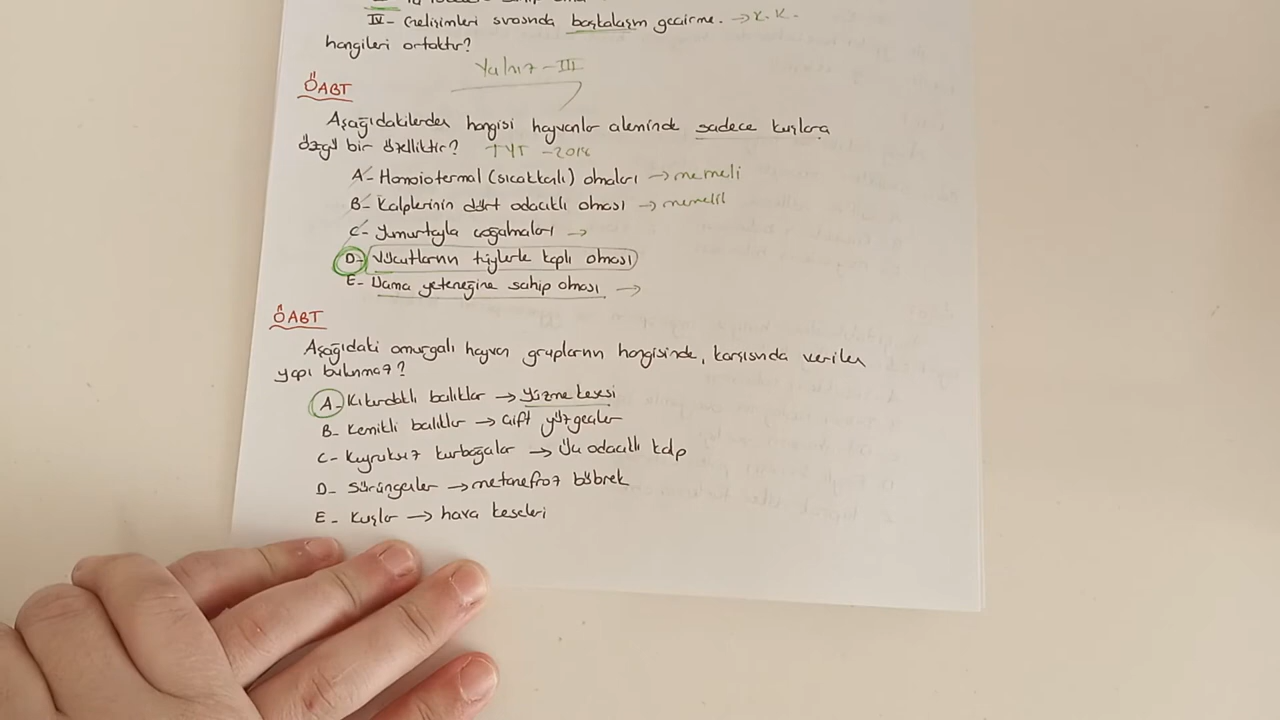 IV- Gelişimleri sırasında başkalaşım geçirme. → K.K.
hangileri ortaktır?
Yalnız - III
ÖABT
Aşağıdakilerden hangisi hayvanlar aleminde sadece kuşlara
özgü bir özelliktir? TYT - 2018
A- Homoiotermal (sıcakkanlı) olmaları → memeli
B- Kalplerinin dört odacıklı olması → memelil
C- Yumurtayla çoğalmaları →
D- Vücutlarının tüylerle kaplı olması
E- Uçma yeteneğine sahip olması →
ÖABT
Aşağıdaki omurgalı hayvan gruplarının hangisinde, karşısında verilen
yapı bulunmaz?
A- Kıkırdaklı balıklar → Yüzme kesesi
B- Kemikli balıklar → çift yüzgeçler
C- Kuyruksuz kurbağalar → Üç odacıklı kalp
D- Sürüngenler → metanefroz böbrek
E- Kuşlar → hava keseleri